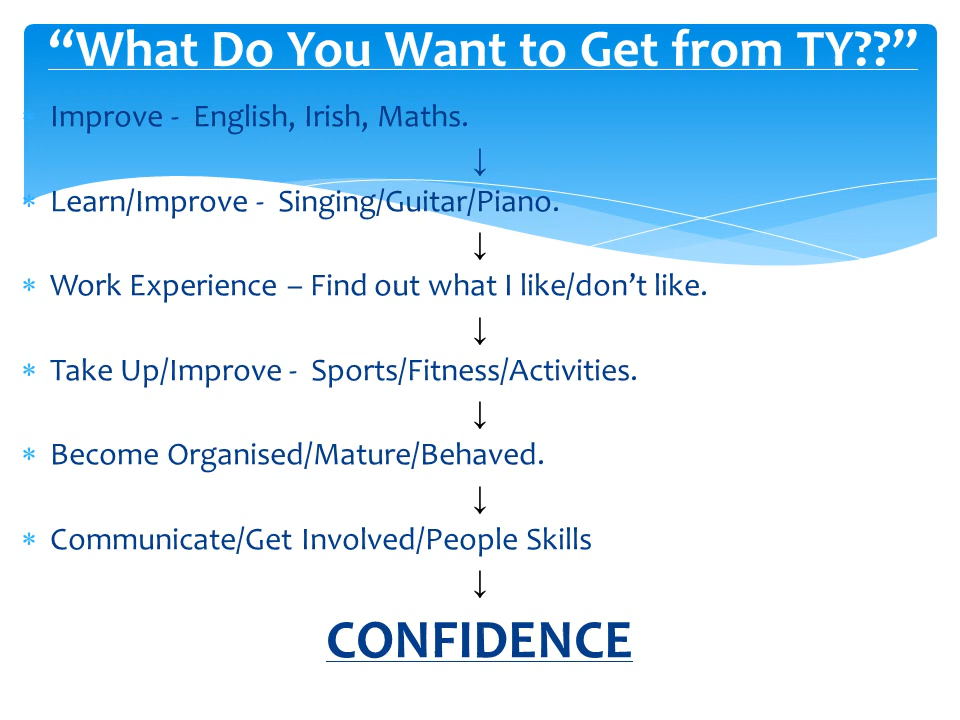 “What Do You Want to Get from TY??”
* Improve - English, Irish, Maths.
↓
* Learn/Improve - Singing/Guitar/Piano.
↓
* Work Experience – Find out what I like/don’t like.
↓
* Take Up/Improve - Sports/Fitness/Activities.
↓
* Become Organised/Mature/Behaved.
↓
* Communicate/Get Involved/People Skills
↓
CONFIDENCE